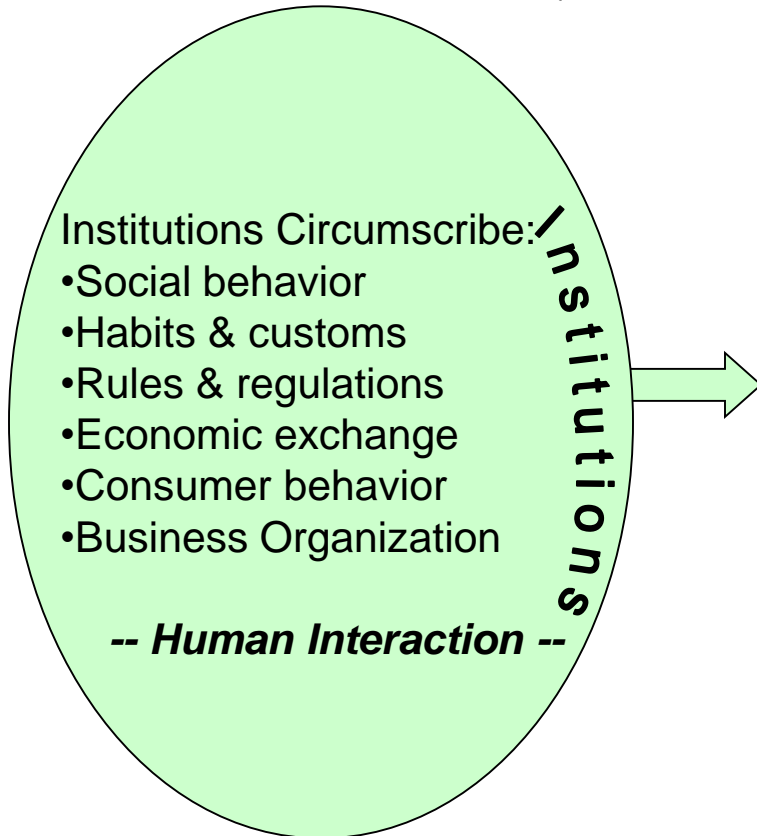 Institutions Circumscribe:
•Social behavior
•Habits & customs
•Rules & regulations
•Economic exchange
•Consumer behavior
•Business Organization
-- Human Interaction --
Institutions